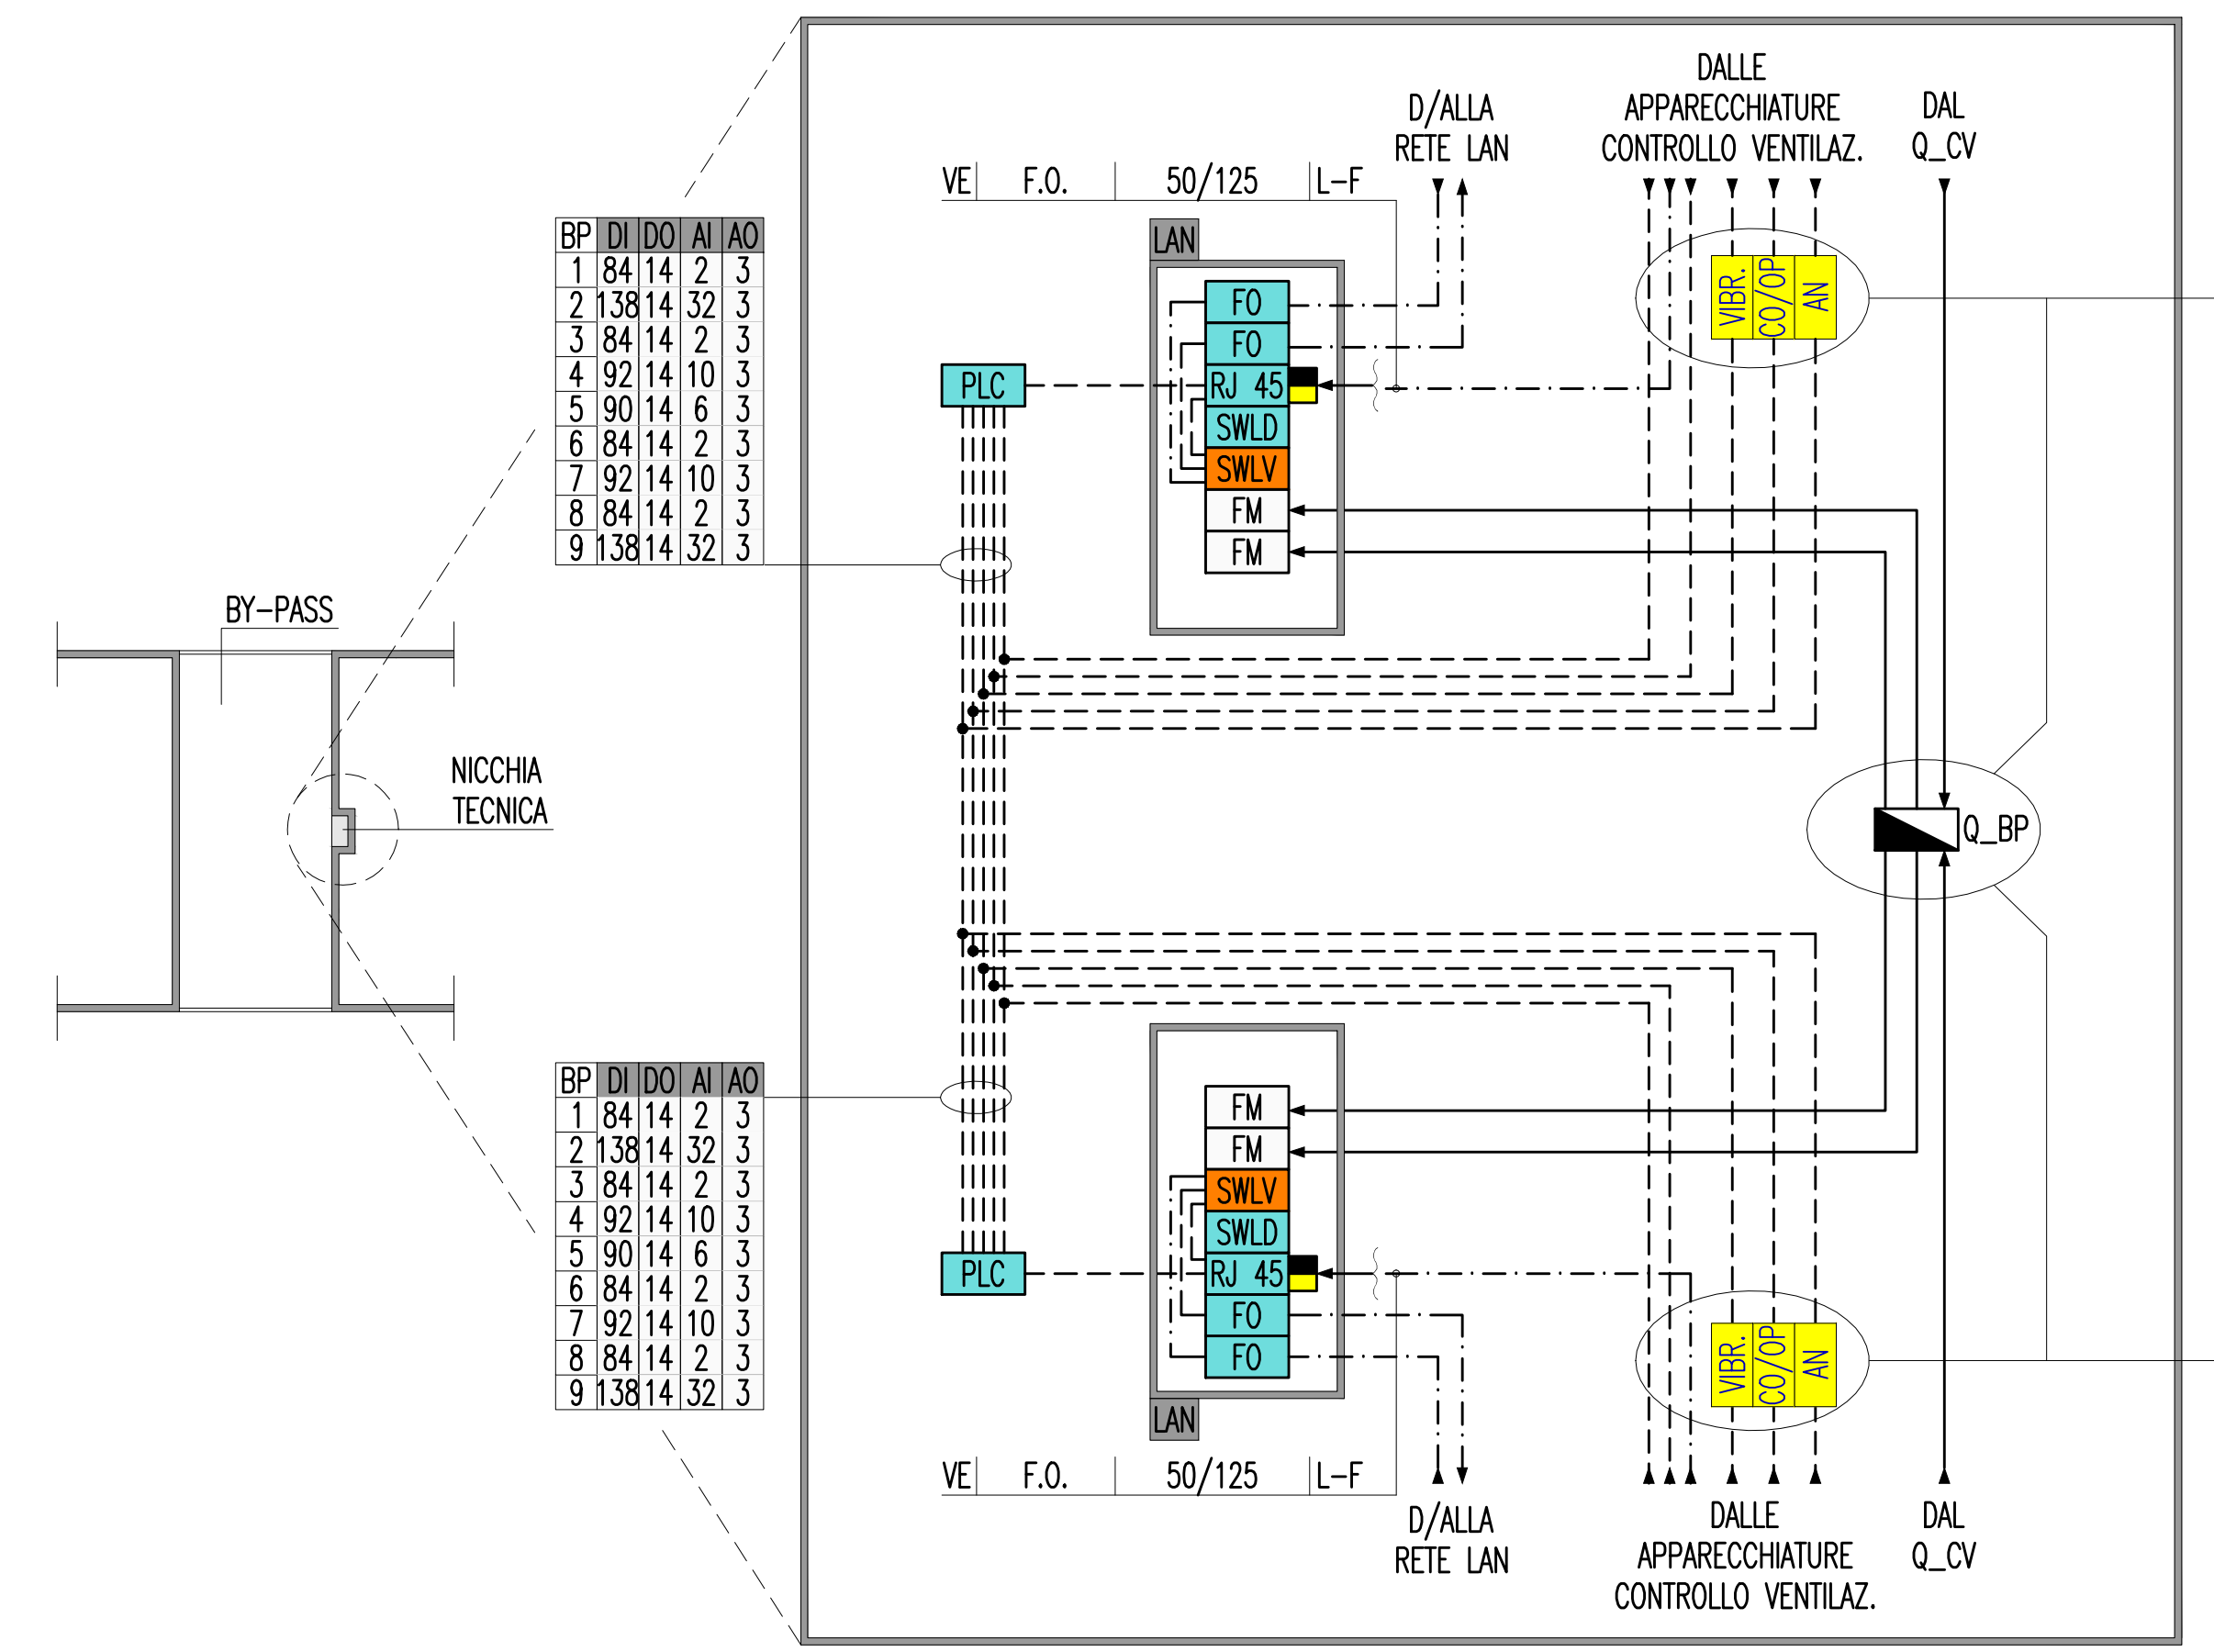 DALLE
APPARECCHIATURE
CONTROLLO VENTILAZ.
D/ALLA
RETE LAN
DAL
Q_CV
VE F.O. 50/125 L-F
LAN
FO
FO
RJ 45
SWLD
SWLV
FM
FM
PLC
VIBR.
CO/OP
AN
BP DI DO AI AO
1 84 14 2 3
2 138 14 32 3
3 84 14 2 3
4 92 14 10 3
5 90 14 6 3
6 84 14 2 3
7 92 14 10 3
8 84 14 2 3
9 138 14 32 3
BY-PASS
NICCHIA
TECNICA
Q_BP
BP DI DO AI AO
1 84 14 2 3
2 138 14 32 3
3 84 14 2 3
4 92 14 10 3
5 90 14 6 3
6 84 14 2 3
7 92 14 10 3
8 84 14 2 3
9 138 14 32 3
FM
FM
SWLV
SWLD
RJ 45
FO
FO
PLC
LAN
VIBR.
CO/OP
AN
VE F.O. 50/125 L-F
D/ALLA
RETE LAN
DALLE
APPARECCHIATURE
CONTROLLO VENTILAZ.
DAL
Q_CV